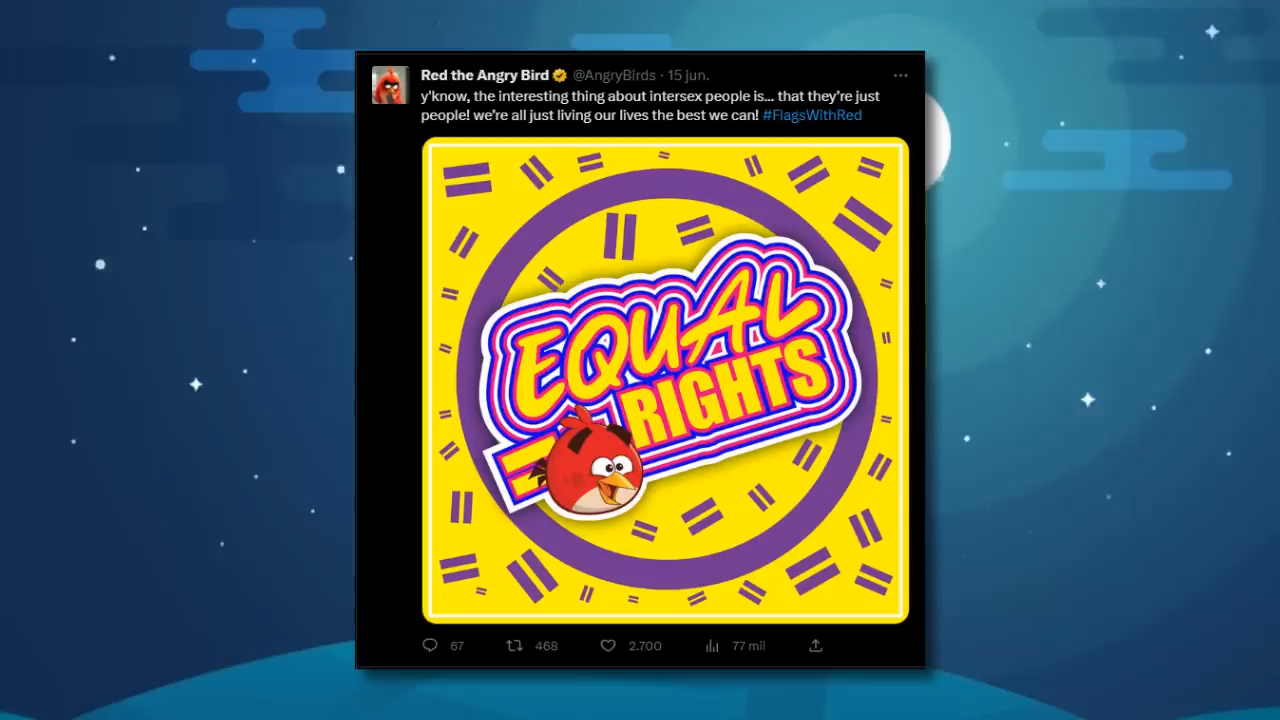 Red the Angry Bird @AngryBirds · 15 jun.
y'know, the interesting thing about intersex people is... that they’re just
people! we’re all just living our lives the best we can! #FlagsWithRed
EQUAL
RIGHTS
67 468 2.700 77 mil